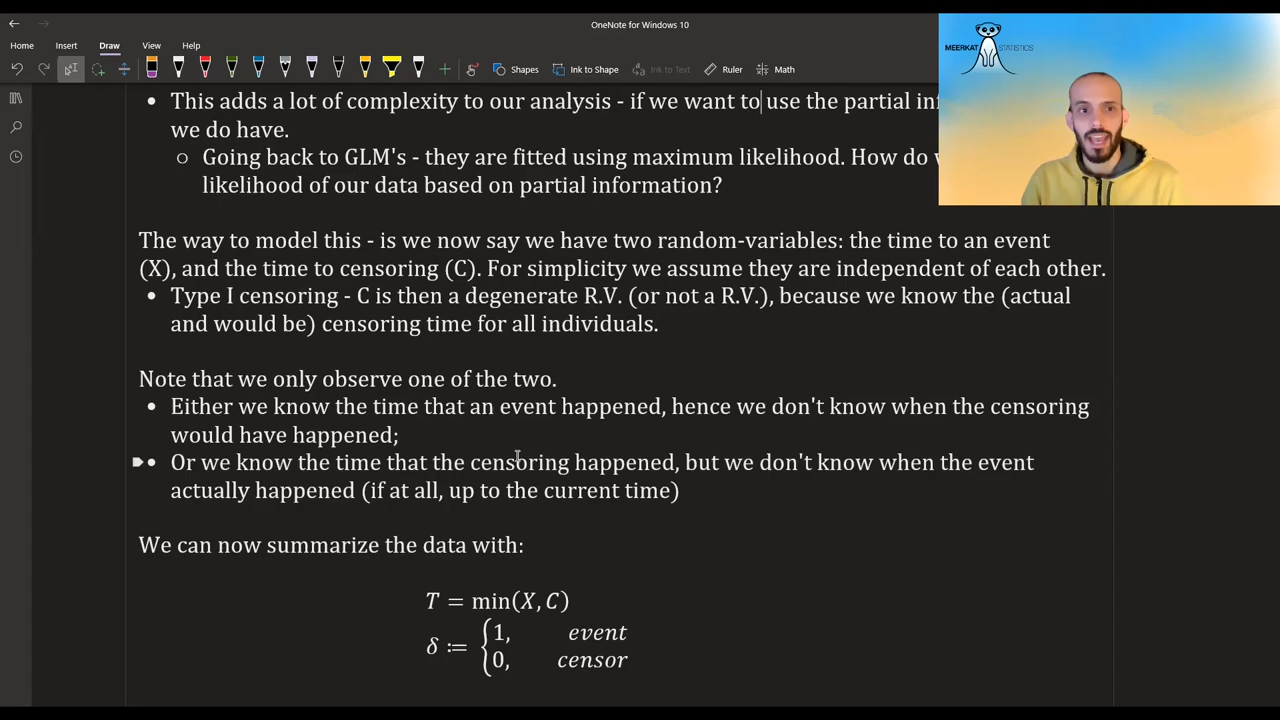 OneNote for Windows 10
Home Insert Draw View Help
Shapes Ink to Shape Ink to Text Ruler Math
MEERKAT STATISTICS
• This adds a lot of complexity to our analysis - if we want to use the partial
we do have.
○ Going back to GLM's - they are fitted using maximum likelihood. How do
likelihood of our data based on partial information?
The way to model this - is we now say we have two random-variables: the time to an event
(X), and the time to censoring (C). For simplicity we assume they are independent of each other.
• Type I censoring - C is then a degenerate R.V. (or not a R.V.), because we know the (actual
and would be) censoring time for all individuals.
Note that we only observe one of the two.
• Either we know the time that an event happened, hence we don't know when the censoring
would have happened;
• Or we know the time that the censoring happened, but we don't know when the event
actually happened (if at all, up to the current time)
We can now summarize the data with:
T = min(X, C)
δ := {1, event
0, censor